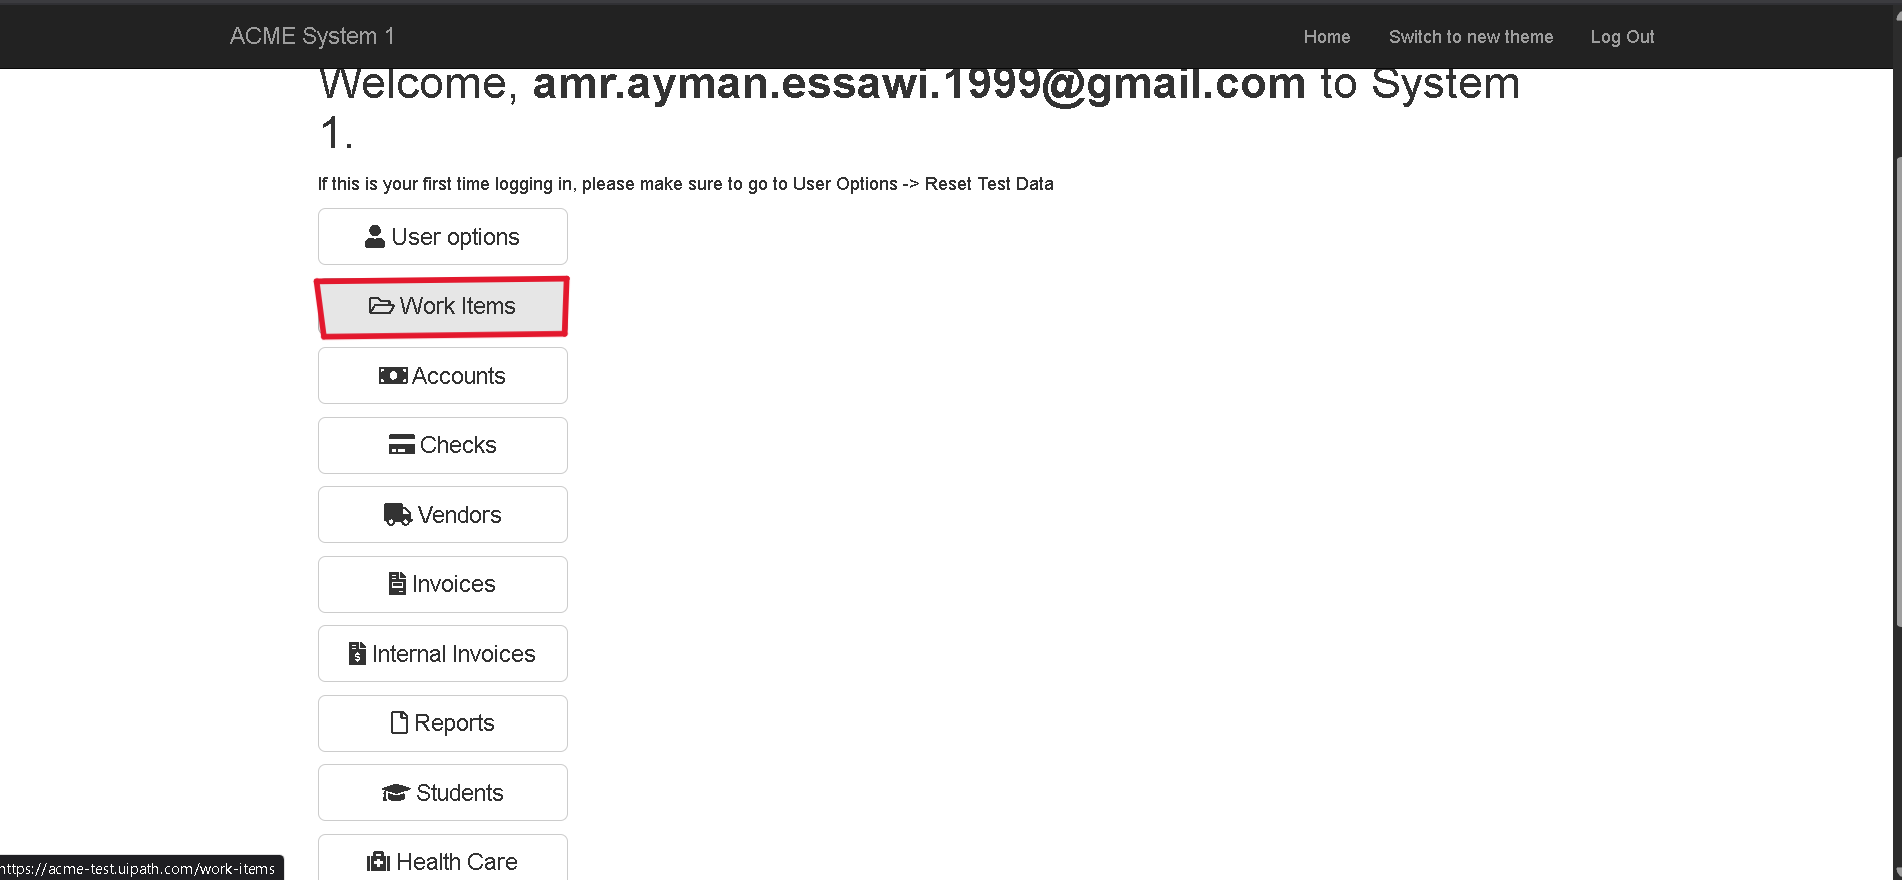 ACME System 1
Home
Switch to new theme
Log Out
Welcome, amr.ayman.essawi.1999@gmail.com to System
1.
If this is your first time logging in, please make sure to go to User Options -> Reset Test Data
User options
Work Items
Accounts
Checks
Vendors
Invoices
Internal Invoices
Reports
Students
Health Care
https://acme-test.uipath.com/work-items